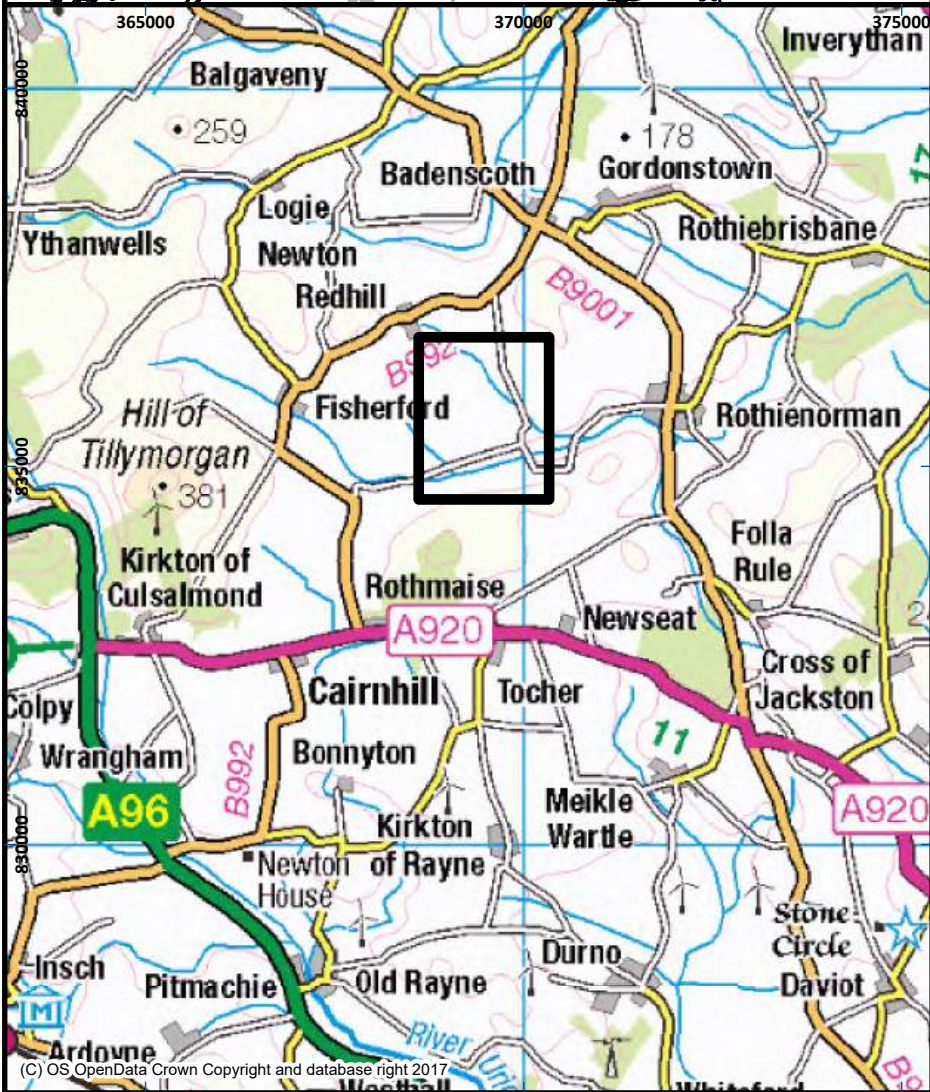 365000
370000
375000
Inverythan
Balgaveny
840000
259
178
Badenscoth
Gordonstown
17
Logie
Ythanwells
Newton
Rothiebrisbane
Redhill
B9001
B992
Hill of
Tillymorgan
Fisherford
Rothienorman
835000
381
Folla
Rule
Kirkton of
Culsalmond
Rothmaise
A920
Newseat
2
Cross of
Jackston
Cairnhill
Tocher
Colpy
11
Wrangham
B992
Bonnyton
A96
Meikle
Wartle
A920
Kirkton
of Rayne
830000
Newton
House
Stone
Circle
Insch
Durno
Pitmachie
Old Rayne
Daviot
M
River
Ardoyne
(C) OS OpenData Crown Copyright and database right 2017